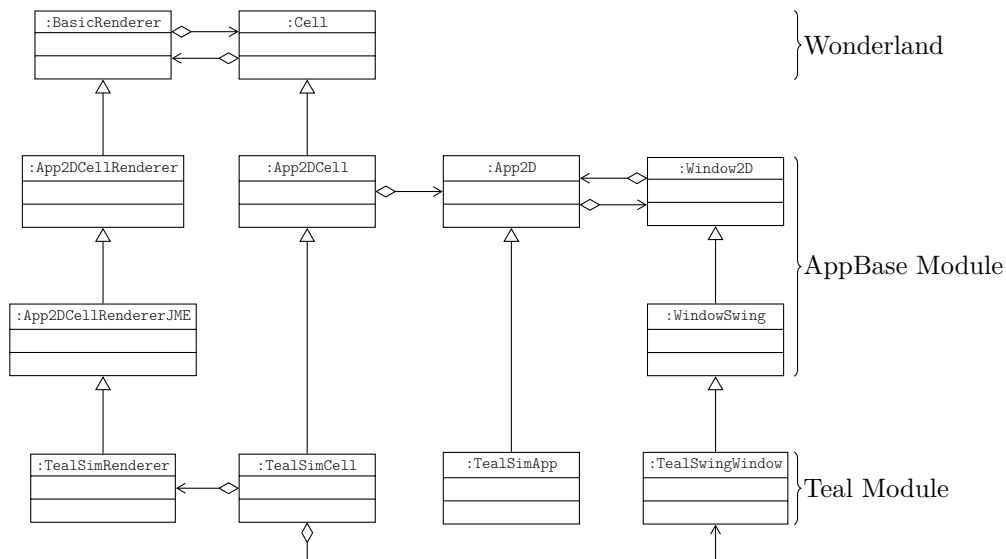 :BasicRenderer
:Cell
Wonderland
:App2DCellRenderer
:App2DCell
:App2D
:Window2D
AppBase Module
:App2DCellRendererJME
:WindowSwing
:TealSimRenderer
:TealSimCell
:TealSimApp
:TealSwingWindow
Teal Module